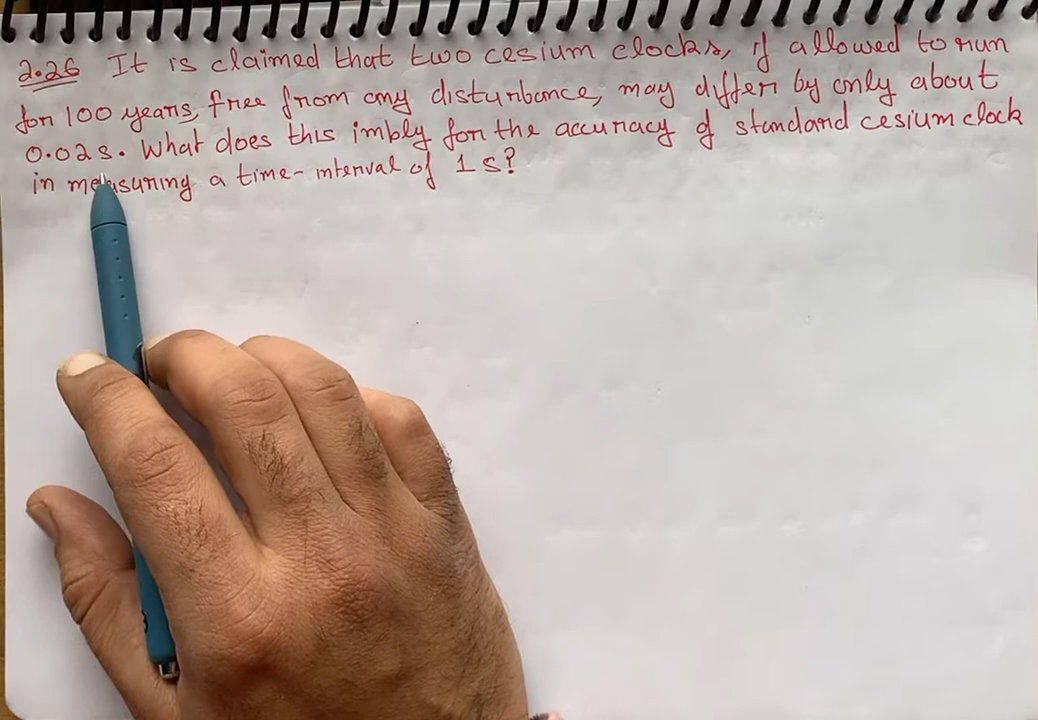 2.26 It is claimed that two cesium clocks, if allowed to run
for 100 years, free from any disturbance, may differ by only about
0.02 s. What does this imbly for the accuracy of standard cesium clock
in measuring a time-interval of 1 s?